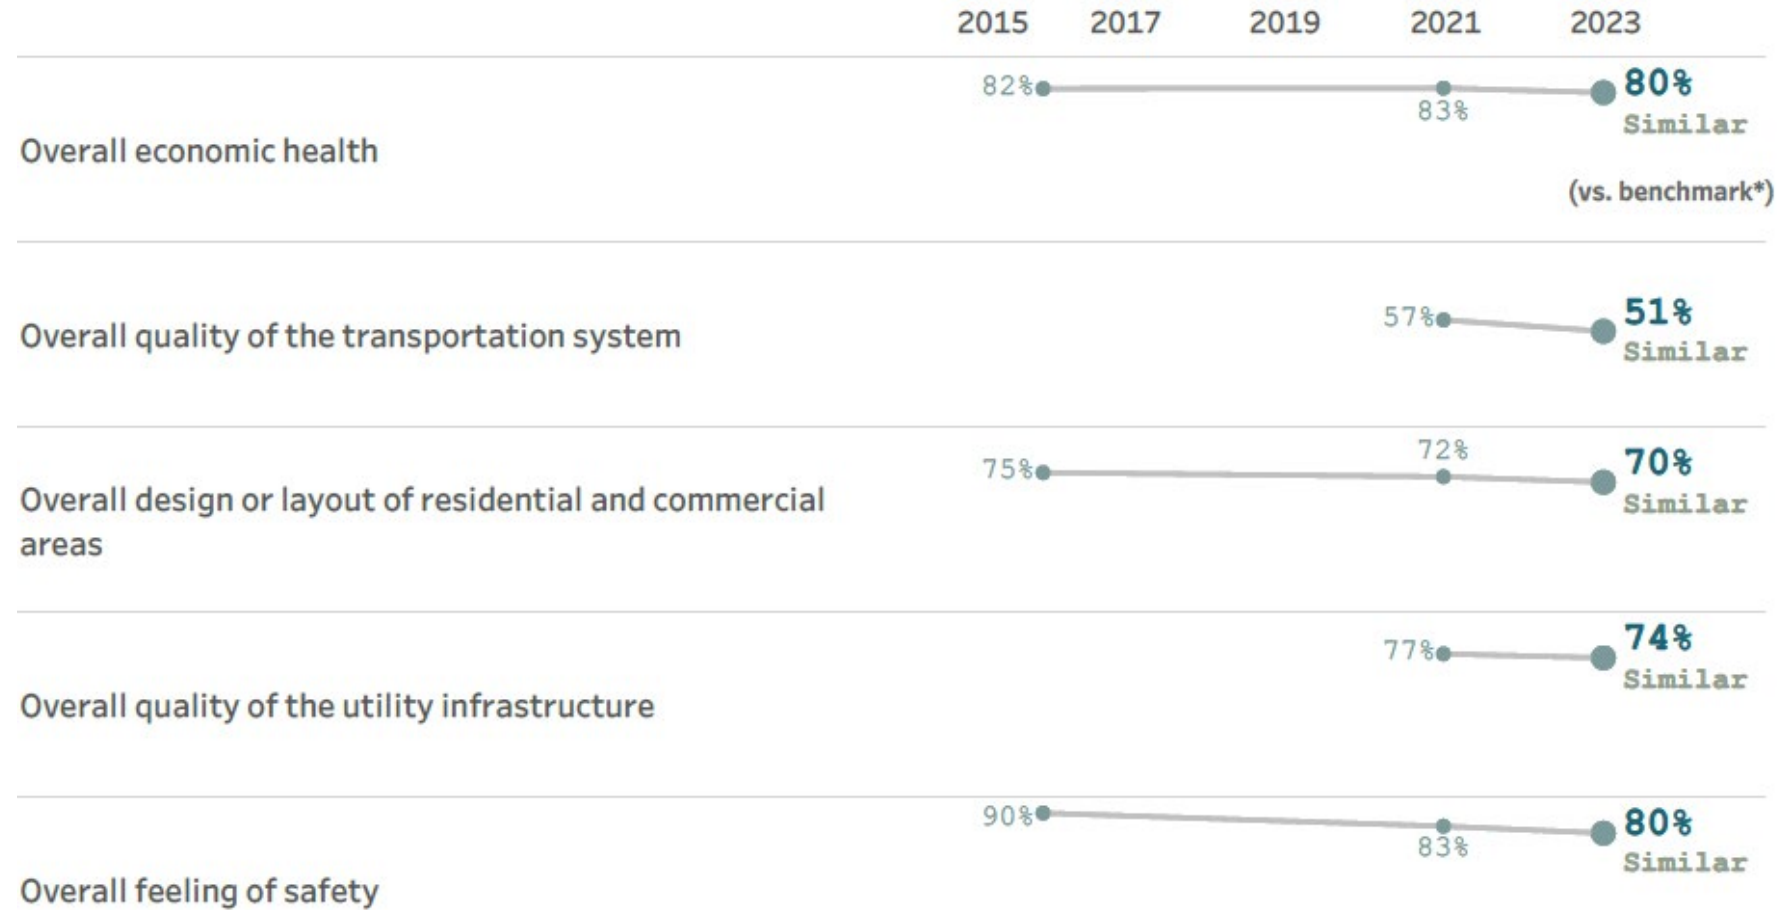 2015 2017 2019 2021 2023
82% 83% 80%
Similar
Overall economic health
(vs. benchmark*)
57% 51%
Similar
Overall quality of the transportation system
75% 72% 70%
Similar
Overall design or layout of residential and commercial
areas
77% 74%
Similar
Overall quality of the utility infrastructure
90% 83% 80%
Similar
Overall feeling of safety